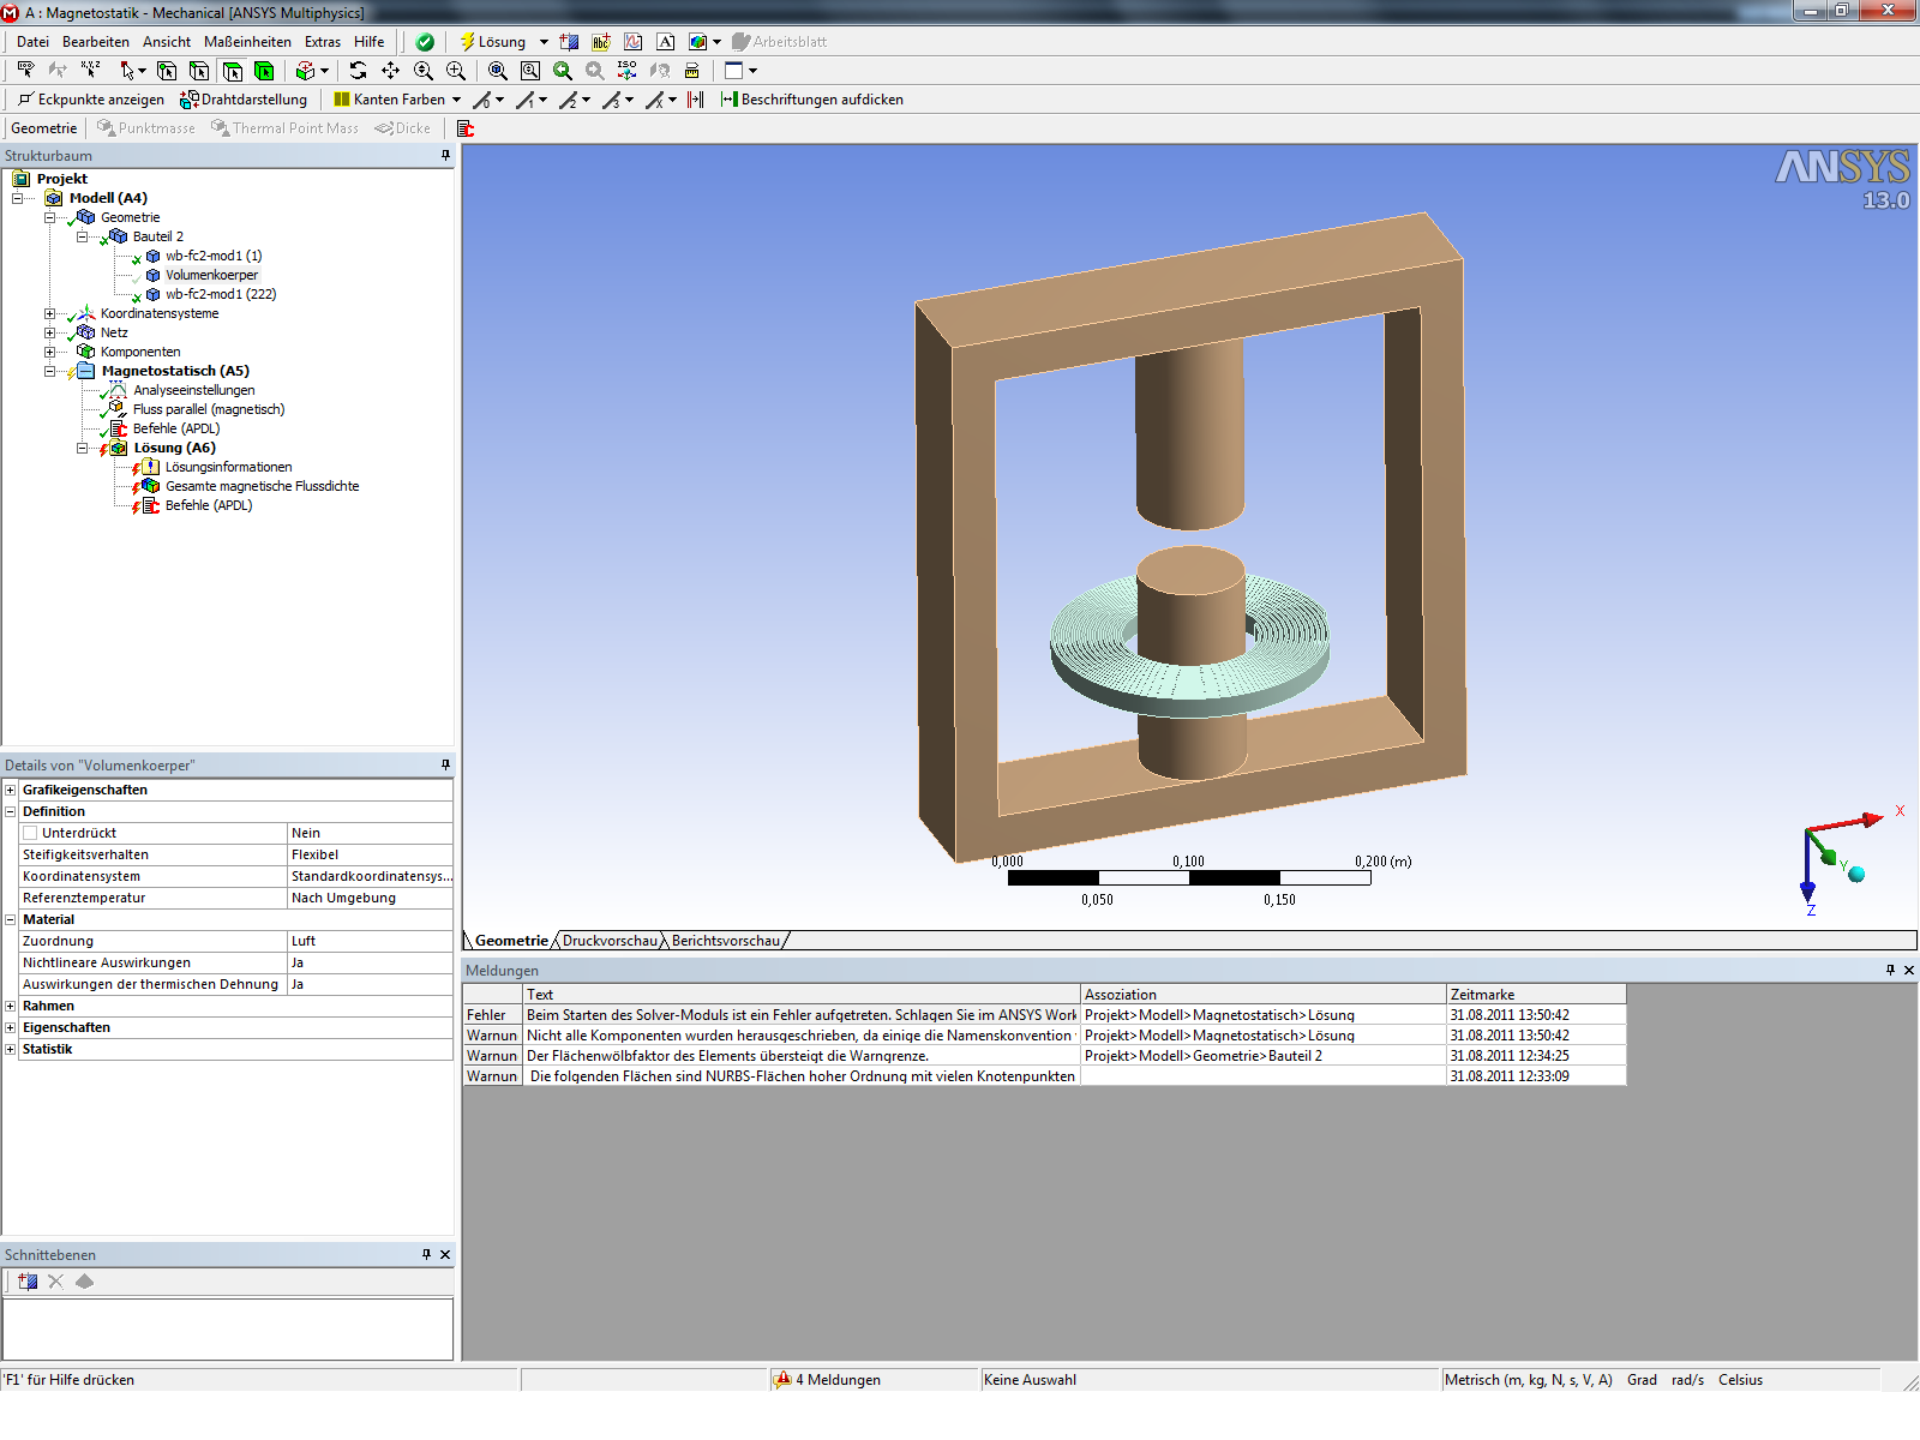 A : Magnetostatik - Mechanical [ANSYS Multiphysics]
Datei Bearbeiten Ansicht Maßeinheiten Extras Hilfe Lösung Arbeitsblatt
Eckpunkte anzeigen Drahtdarstellung Kanten Farben Beschriftungen aufdicken
Geometrie Punktmasse Thermal Point Mass Dicke
Strukturbaum
Projekt
Modell (A4)
Geometrie
Bauteil 2
wb-fc2-mod1 (1)
Volumenkoerper
wb-fc2-mod1 (222)
Koordinatensysteme
Netz
Komponenten
Magnetostatisch (A5)
Analyseeinstellungen
Fluss parallel (magnetisch)
Befehle (APDL)
Lösung (A6)
Lösungsinformationen
Gesamte magnetische Flussdichte
Befehle (APDL)
Details von "Volumenkoerper"
Grafikeigenschaften
Definition
Unterdrückt Nein
Steifigkeitsverhalten Flexibel
Koordinatensystem Standardkoordinatensys...
Referenztemperatur Nach Umgebung
Material
Zuordnung Luft
Nichtlineare Auswirkungen Ja
Auswirkungen der thermischen Dehnung Ja
Rahmen
Eigenschaften
Statistik
Schnittebenen
ANSYS
13.0
0,000 0,100 0,200 (m)
0,050 0,150
X
Y
Z
Geometrie Druckvorschau Berichtsvorschau
Meldungen
Text Assoziation Zeitmarke
Fehler Beim Starten des Solver-Moduls ist ein Fehler aufgetreten. Schlagen Sie im ANSYS Work Projekt>Modell>Magnetostatisch>Lösung 31.08.2011 13:50:42
Warnun Nicht alle Komponenten wurden herausgeschrieben, da einige die Namenskonvention Projekt>Modell>Magnetostatisch>Lösung 31.08.2011 13:50:42
Warnun Der Flächenwölbfaktor des Elements übersteigt die Warngrenze. Projekt>Modell>Geometrie>Bauteil 2 31.08.2011 12:34:25
Warnun Die folgenden Flächen sind NURBS-Flächen hoher Ordnung mit vielen Knotenpunkten 31.08.2011 12:33:09
'F1' für Hilfe drücken 4 Meldungen Keine Auswahl Metrisch (m, kg, N, s, V, A) Grad rad/s Celsius